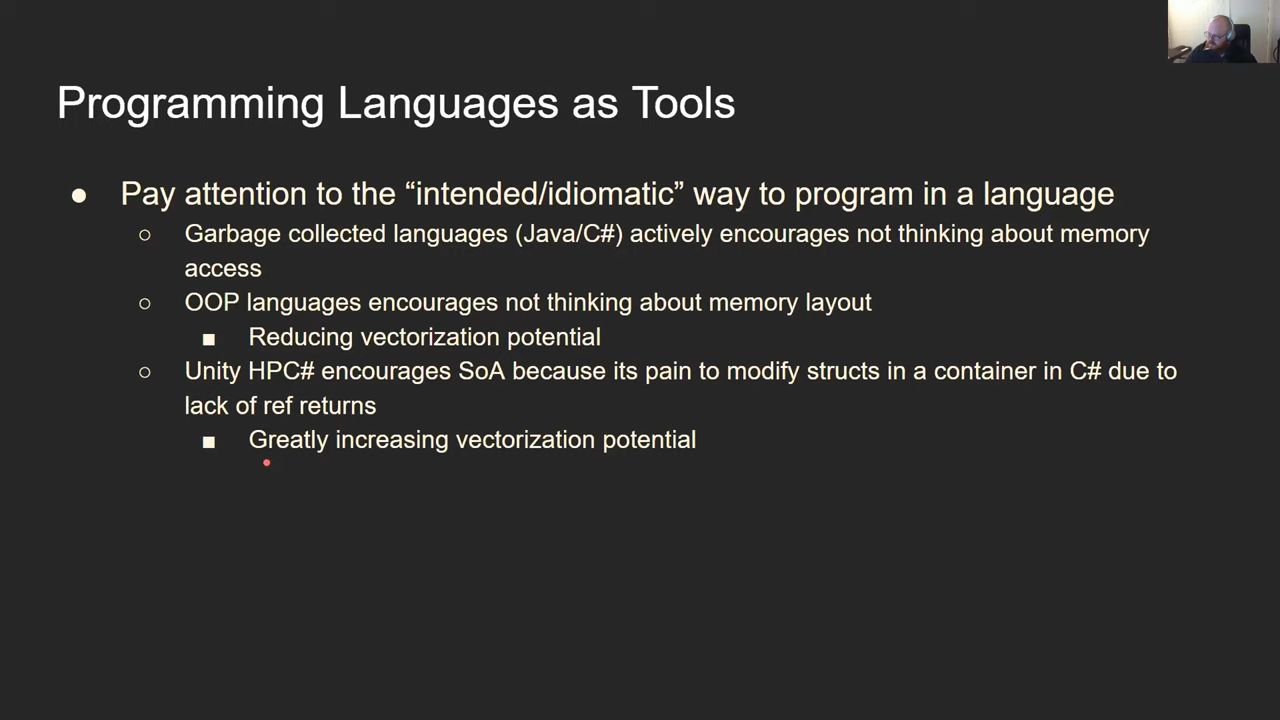 Programming Languages as Tools
● Pay attention to the “intended/idiomatic” way to program in a language
○ Garbage collected languages (Java/C#) actively encourages not thinking about memory
access
○ OOP languages encourages not thinking about memory layout
■ Reducing vectorization potential
○ Unity HPC# encourages SoA because its pain to modify structs in a container in C# due to
lack of ref returns
■ Greatly increasing vectorization potential